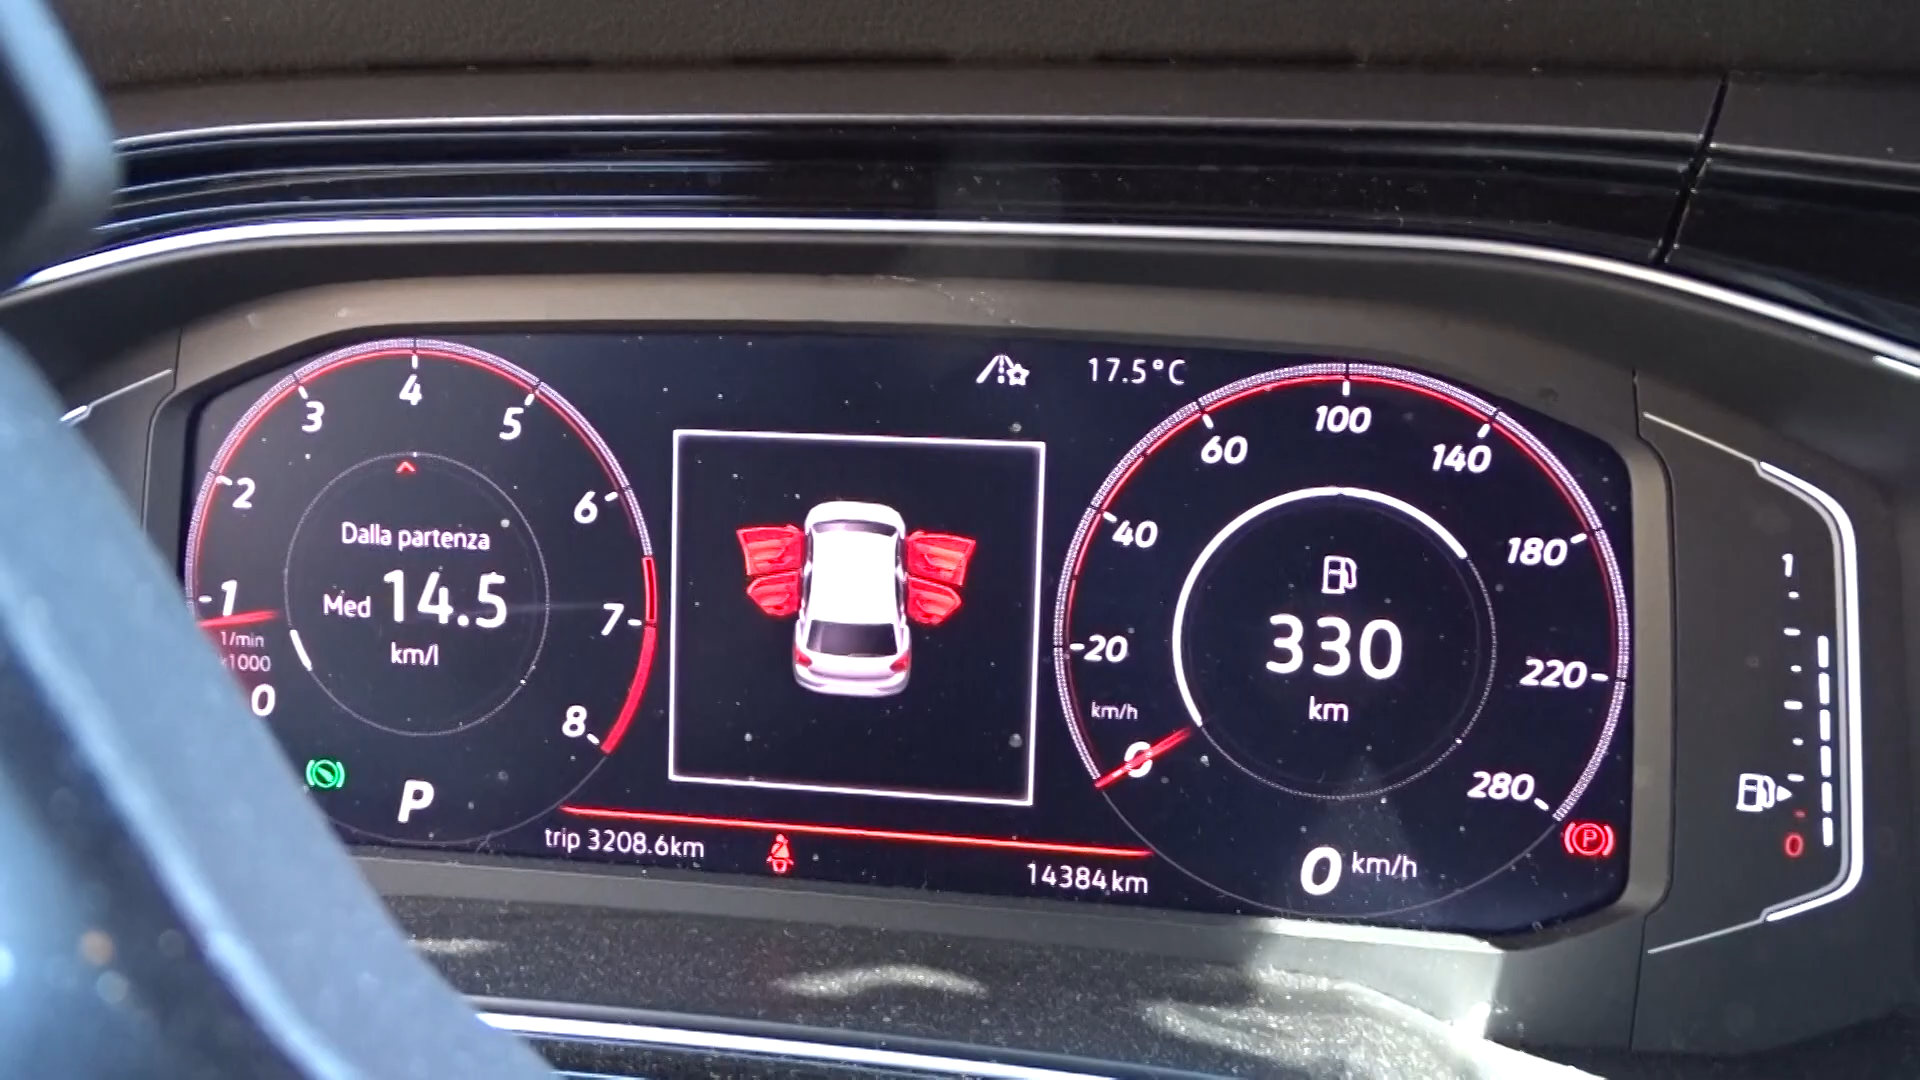 17.5°C
1/min
x1000
0
1
2
3
4
5
6
7
8
Dalla partenza
Med 14.5
km/l
P
trip 3208.6km
14384km
0
20
40
60
100
140
180
220
280
km/h
330
km
0 km/h
P
1
0